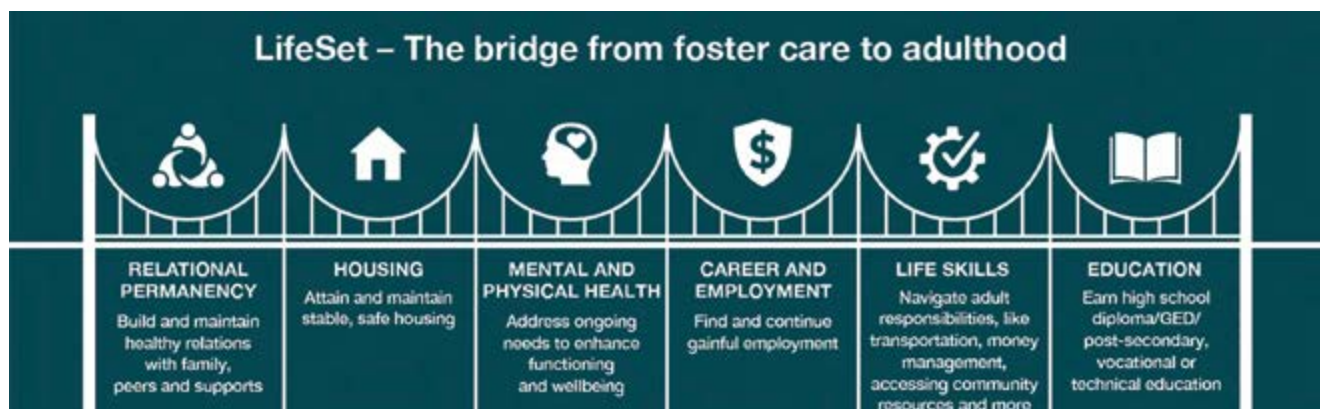 LifeSet – The bridge from foster care to adulthood
RELATIONAL
PERMANENCY
Build and maintain
healthy relations
with family,
peers and supports
HOUSING
Attain and maintain
stable, safe housing
MENTAL AND
PHYSICAL HEALTH
Address ongoing
needs to enhance
functioning
and wellbeing
CAREER AND
EMPLOYMENT
Find and continue
gainful employment
LIFE SKILLS
Navigate adult
responsibilities, like
transportation, money
management,
accessing community
resources and more
EDUCATION
Earn high school
diploma/GED/
post-secondary,
vocational or
technical education